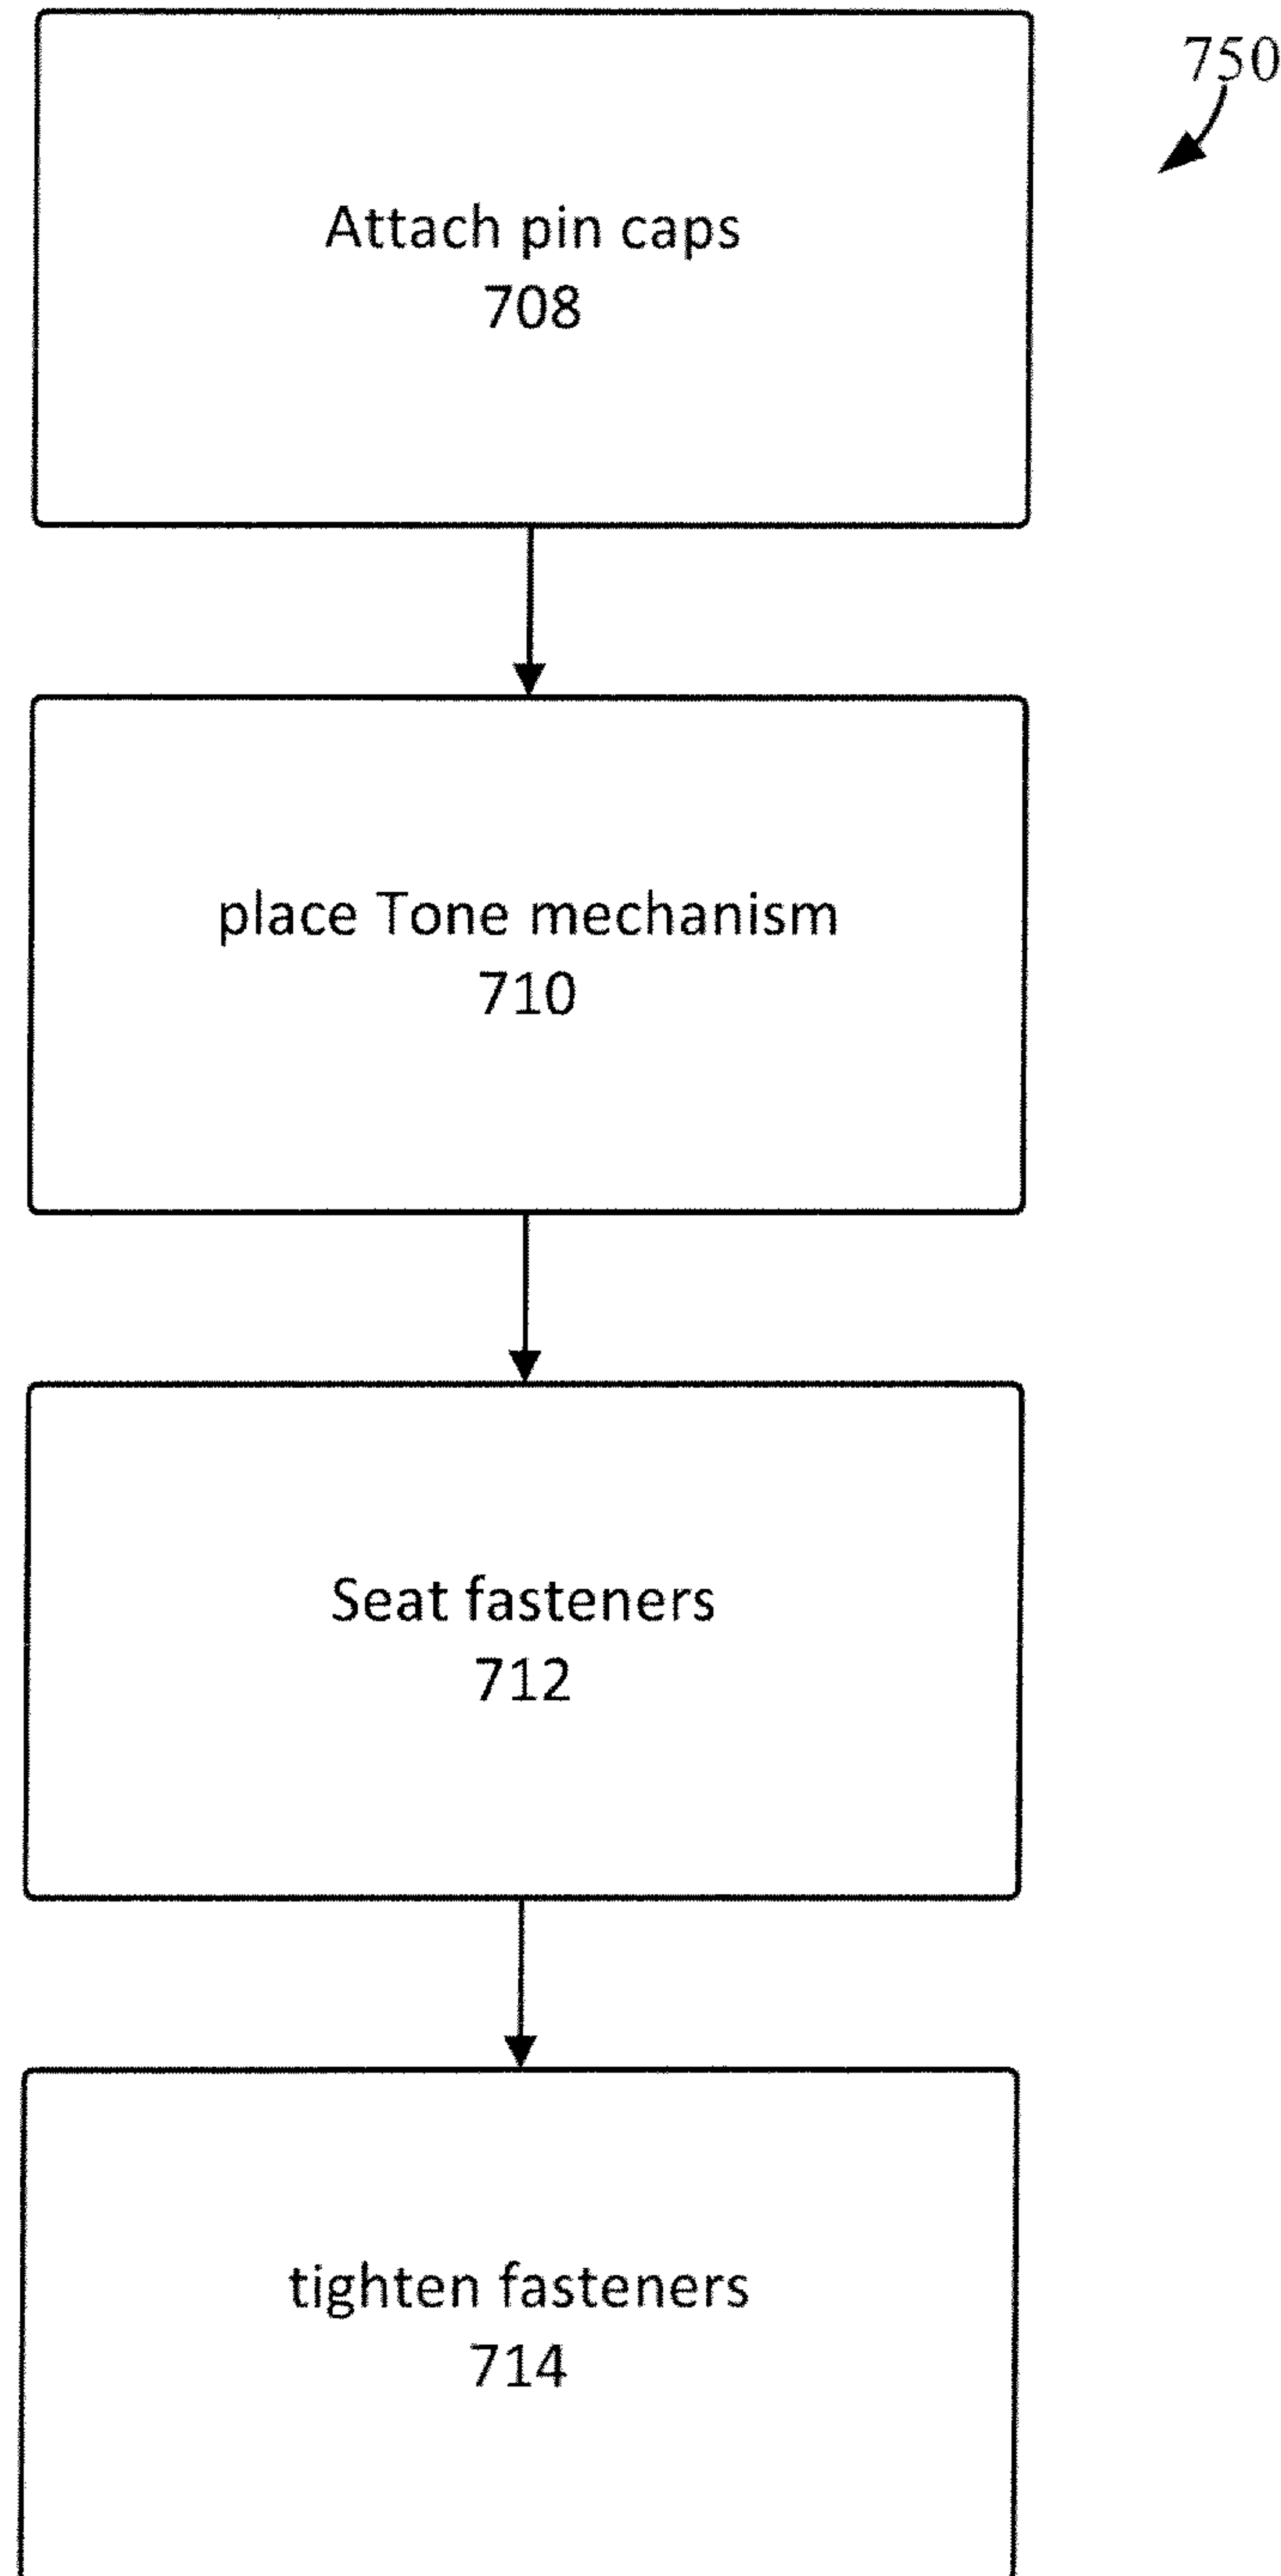 750
Attach pin caps
708
place Tone mechanism
710
Seat fasteners
712
tighten fasteners
714